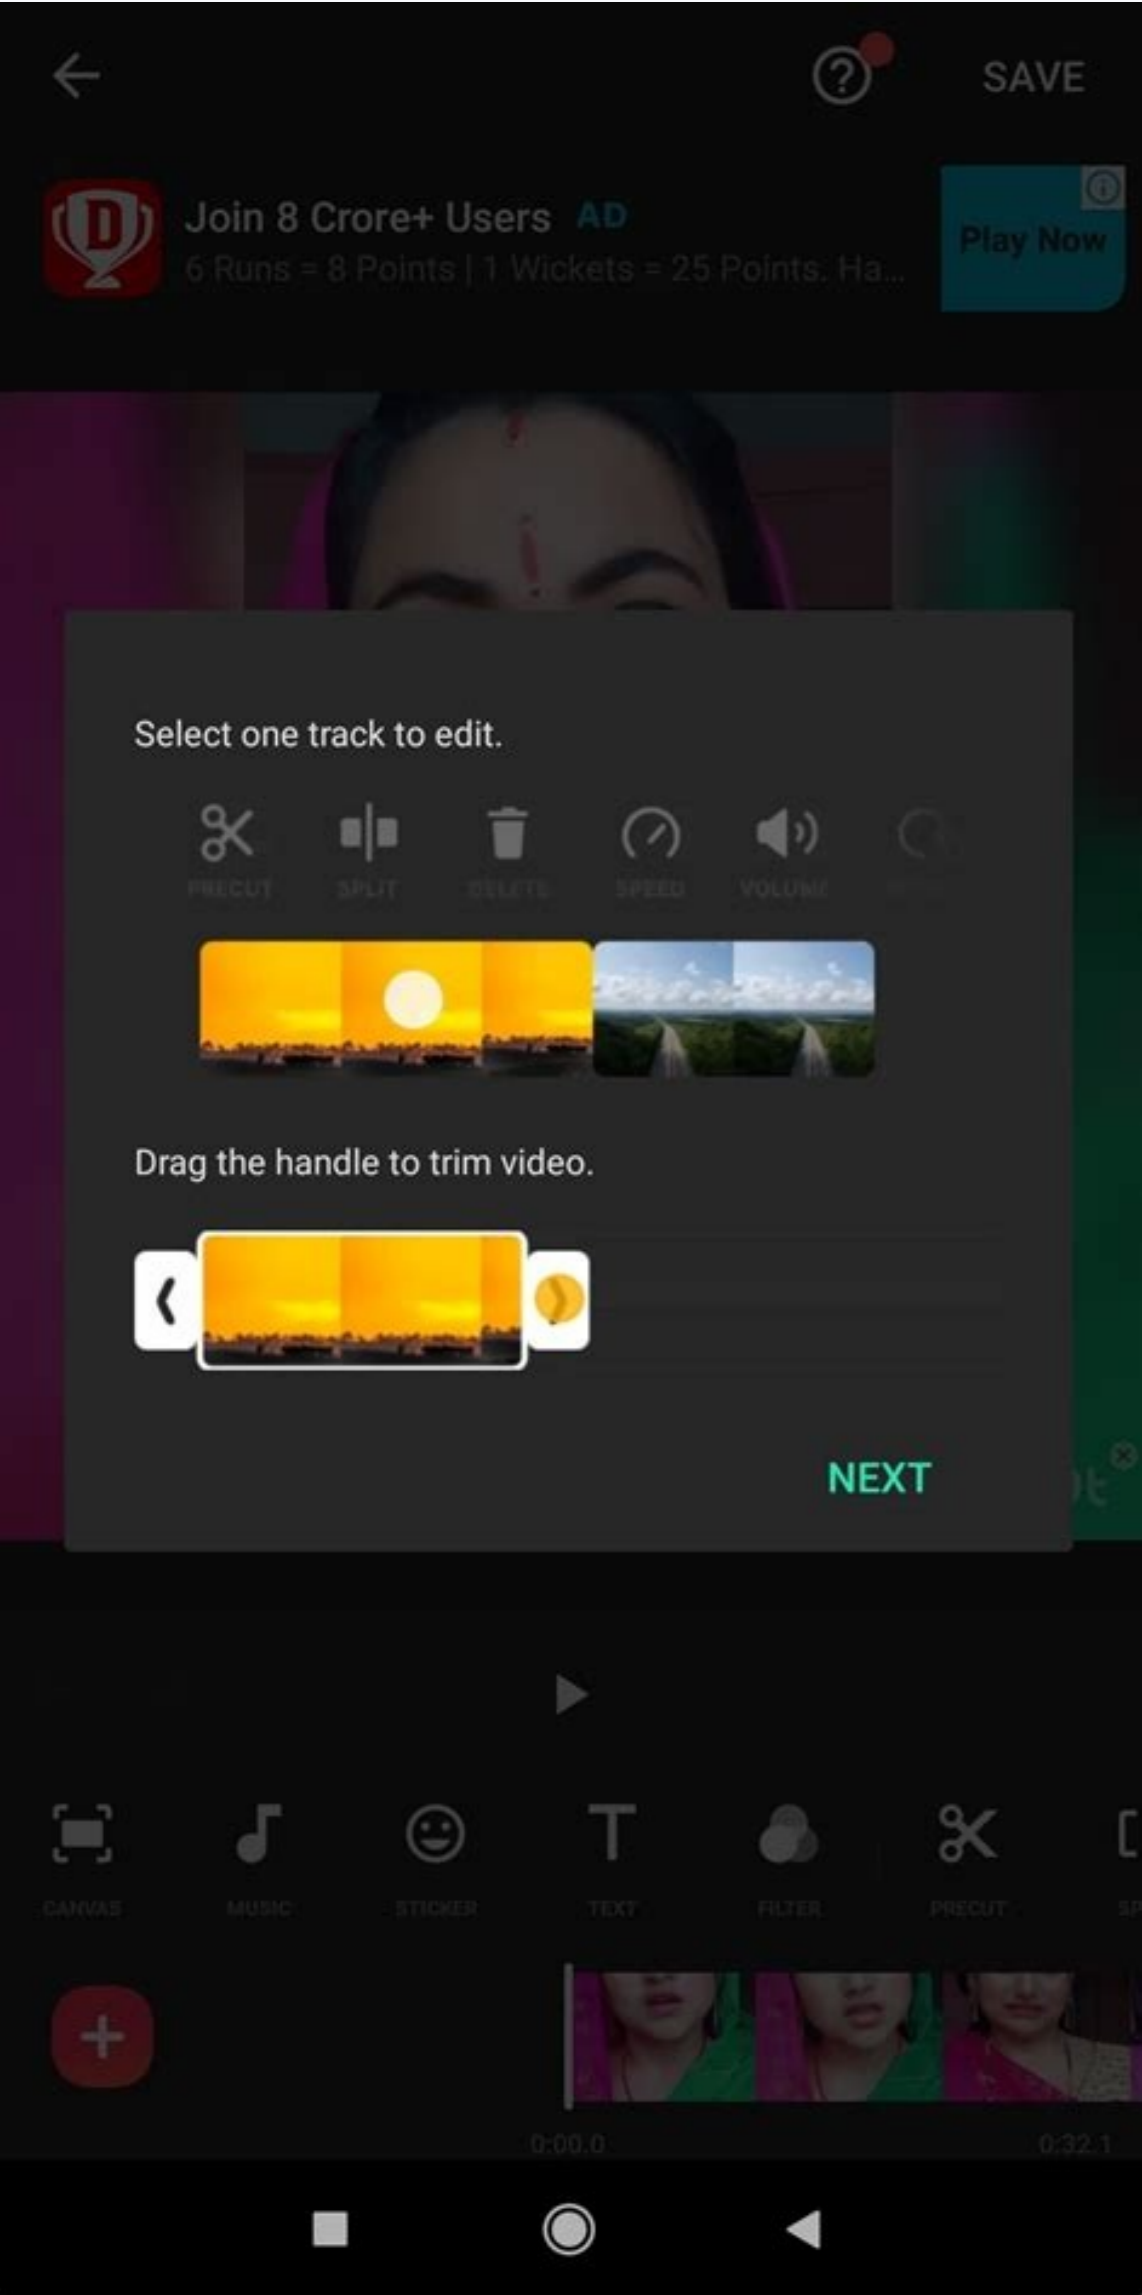 SAVE
Join 8 Crore+ Users AD
6 Runs = 8 Points | 1 Wickets = 25 Points. Ha...
Play Now
Select one track to edit.
PRECUT SPLIT DELETE SPEED VOLUME
Drag the handle to trim video.
NEXT
CANVAS MUSIC STICKER TEXT FILTER PRECUT SP
0:00.0 0:32.1